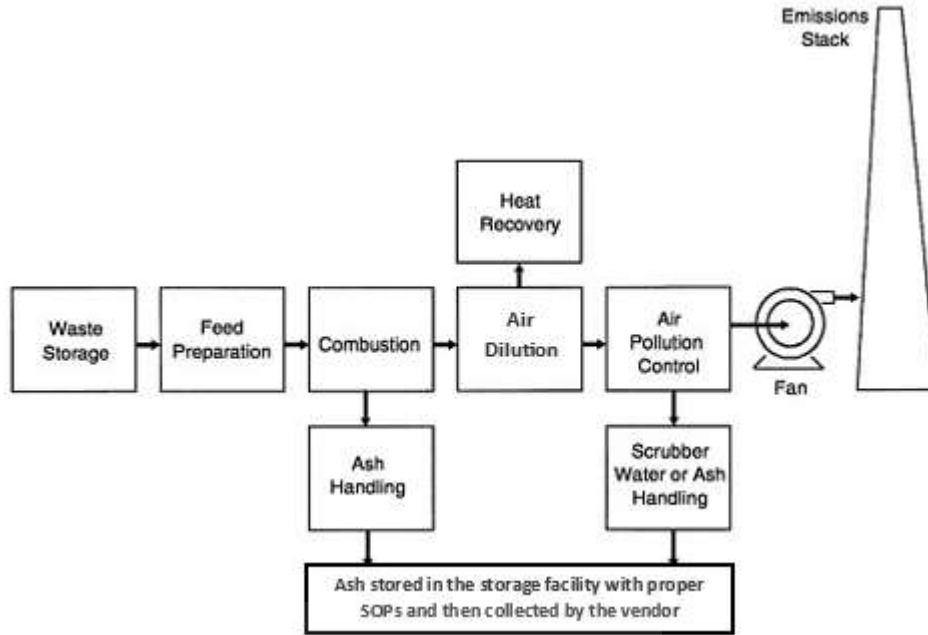 Emissions
Stack
Heat
Recovery
Waste
Storage
Feed
Preparation
Combustion
Air
Dilution
Air
Pollution
Control
Fan
Ash
Handling
Scrubber
Water or Ash
Handling
Ash stored in the storage facility with proper
SOPs and then collected by the vendor